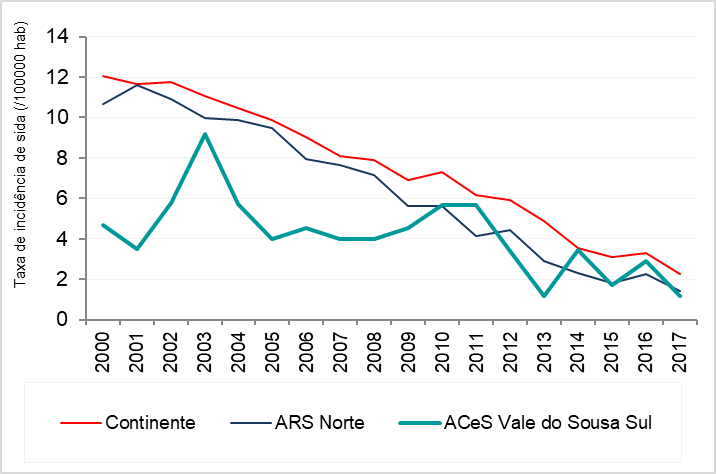 Taxa de incidência de sida (/100000 hab)
14
12
10
8
6
4
2
0
2000 2001 2002 2003 2004 2005 2006 2007 2008 2009 2010 2011 2012 2013 2014 2015 2016 2017
Continente ARS Norte ACeS Vale do Sousa Sul